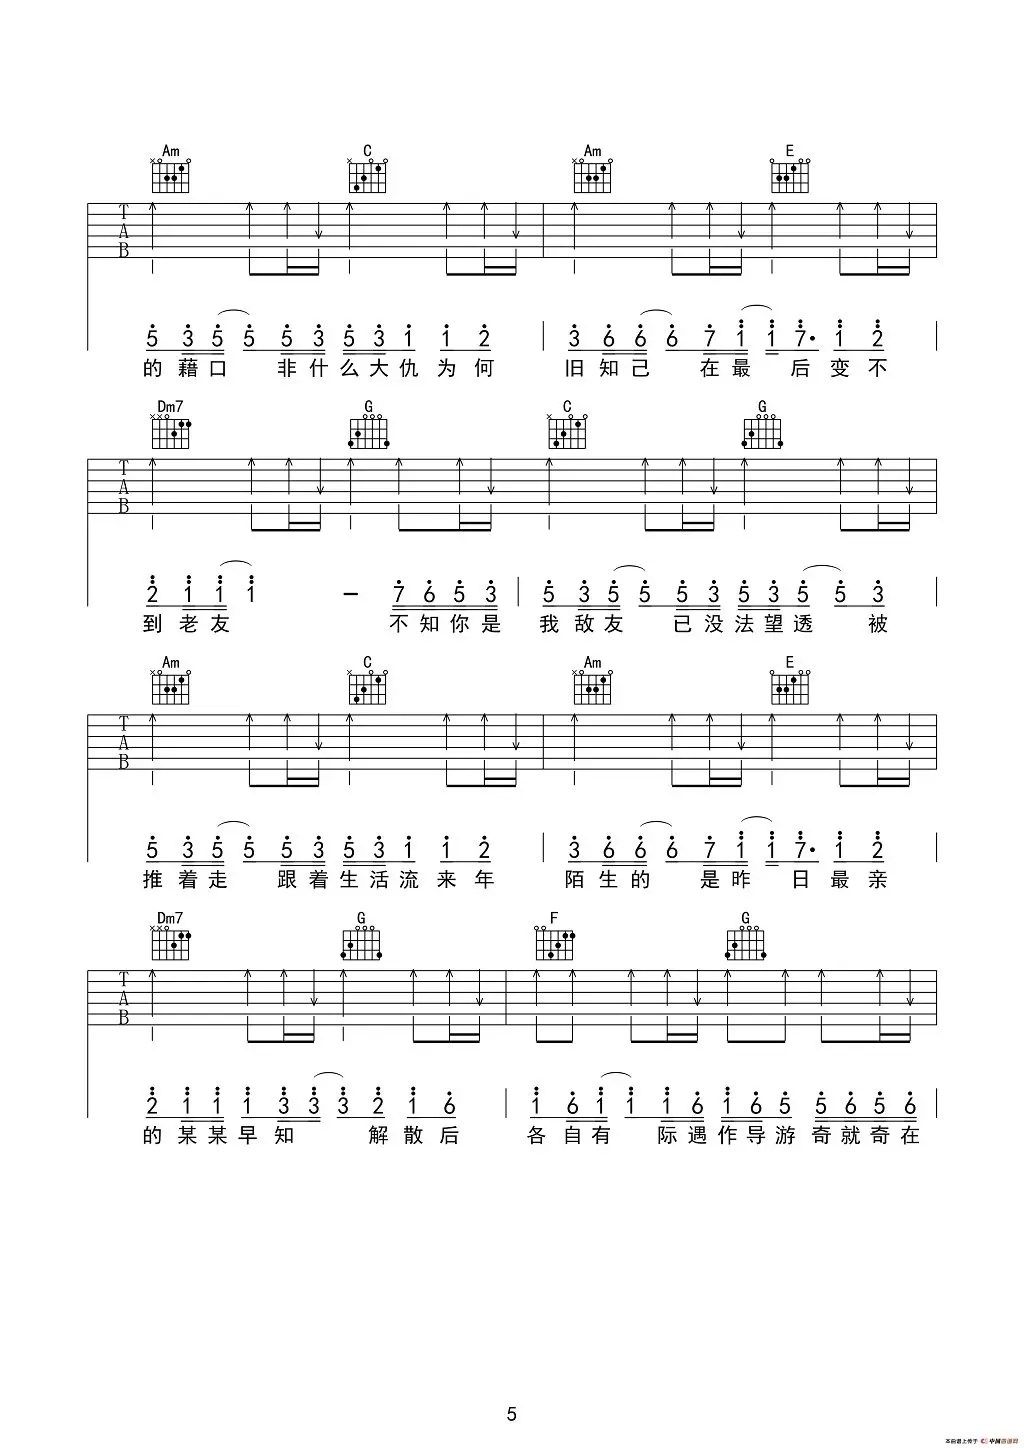 Am C Am E
T
A
B
5 3 5 5 5 3 5 3 1 1 2 3 6 6 6 7 1 1 7· 1 2
的藉口 非什么大仇为何 旧知己 在最 后变不
Dm7 G C G
T
A
B
2 1 1 1 - 7 6 5 3 5 3 5 5 5 3 5 3 5 5 3
到老友 不知你是 我敌友 已没法望透 被
Am C Am E
T
A
B
5 3 5 5 5 3 5 3 1 1 2 3 6 6 6 7 1 1 7· 1 2
推着走 跟着生活流来年 陌生的 是昨 日最亲
Dm7 G F G
T
A
B
2 1 1 1 3 3 3 2 1 6 1 6 1 1 1 6 1 6 5 5 6 5 6
的某某早知 解散后 各自有 际遇作导游奇就奇在
5
本曲谱上传于 中国曲谱网